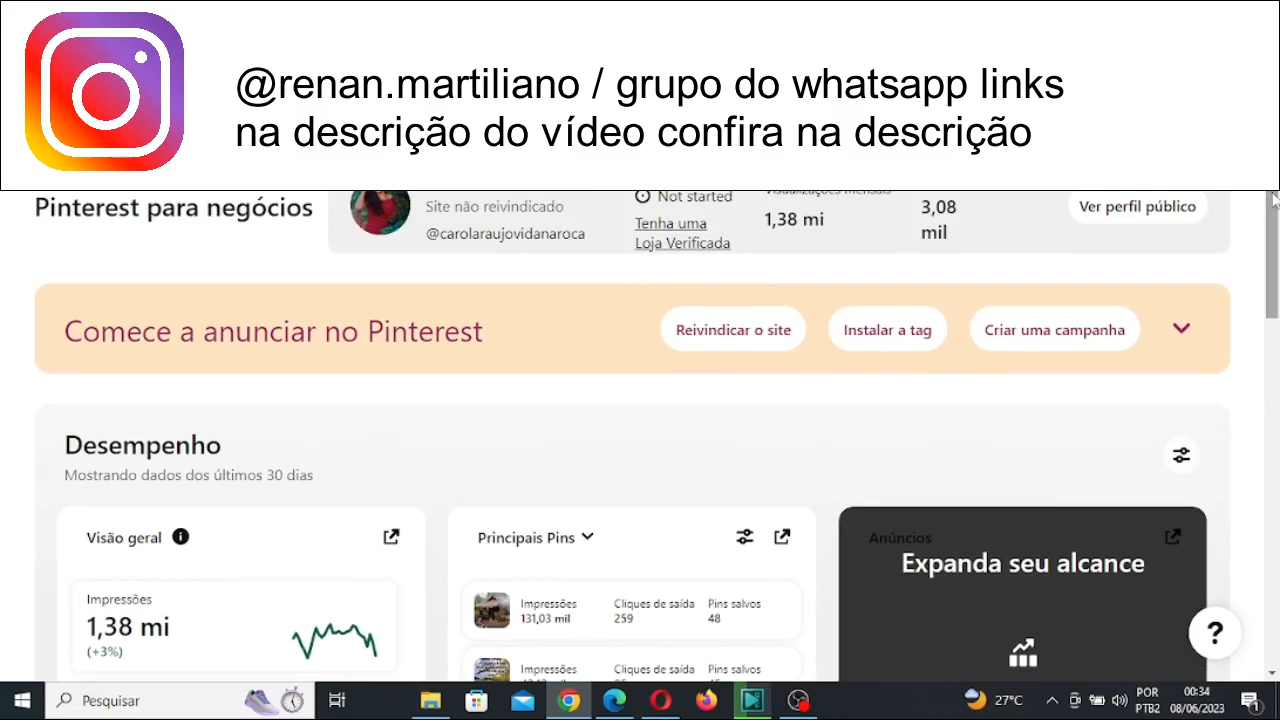 @renan.martiliano / grupo do whatsapp links
na descrição do vídeo confira na descrição
Pinterest para negócios
Site não reivindicado
@carolaraujovidanaroca
Not started
Tenha uma
Loja Verificada
Visualizações mensais
1,38 mi
3,08
mil
Ver perfil público
Comece a anunciar no Pinterest
Reivindicar o site
Instalar a tag
Criar uma campanha
Desempenho
Mostrando dados dos últimos 30 dias
Visão geral
Impressões
1,38 mi
(+3%)
Principais Pins
Impressões Cliques de saída Pins salvos
131,03 mil 259 48
Impressões Cliques de saída Pins salvos
Anúncios
Expanda seu alcance
?
Pesquisar
27°C
POR
PTB2
00:34
08/06/2023
1